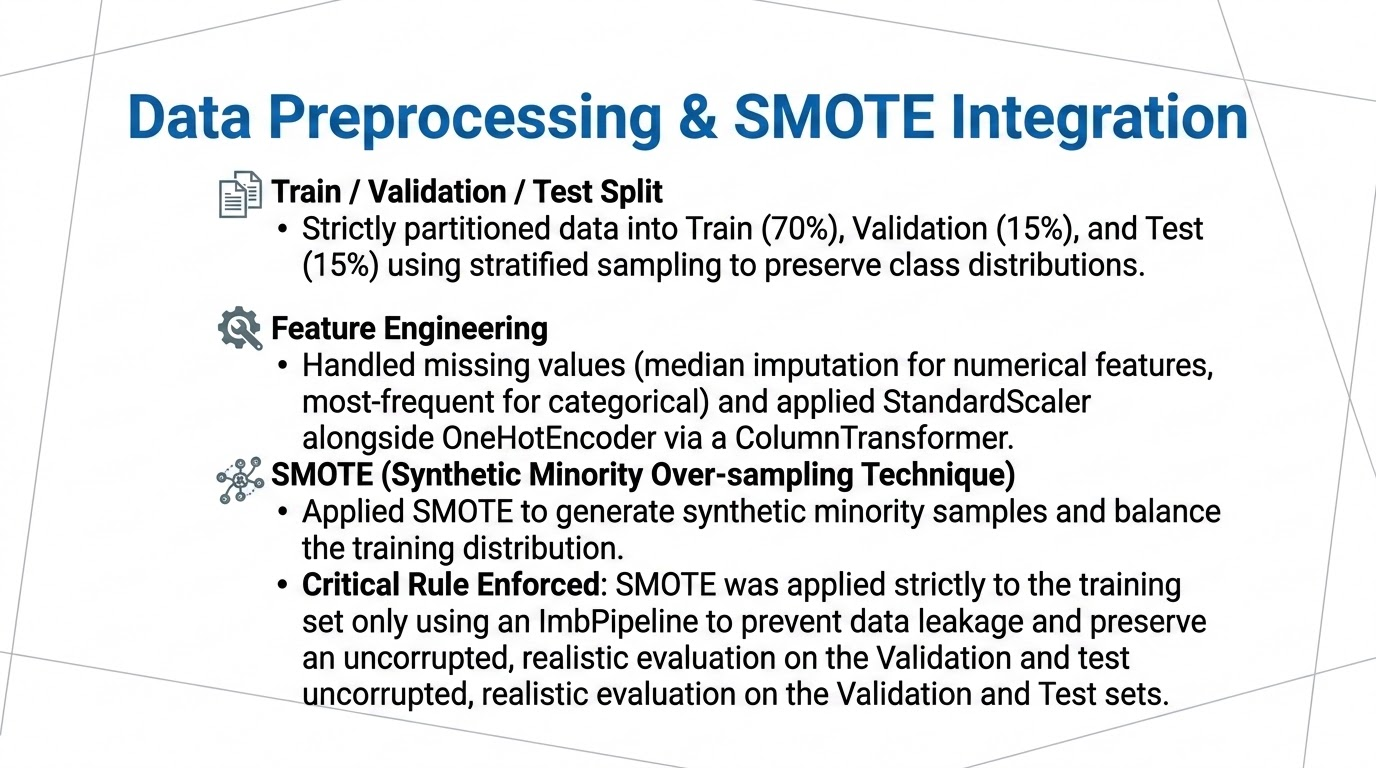 Data Preprocessing & SMOTE Integration
Train / Validation / Test Split
• Strictly partitioned data into Train (70%), Validation (15%), and Test
(15%) using stratified sampling to preserve class distributions.
Feature Engineering
• Handled missing values (median imputation for numerical features,
most-frequent for categorical) and applied StandardScaler
alongside OneHotEncoder via a ColumnTransformer.
SMOTE (Synthetic Minority Over-sampling Technique)
• Applied SMOTE to generate synthetic minority samples and balance
the training distribution.
• Critical Rule Enforced: SMOTE was applied strictly to the training
set only using an ImbPipeline to prevent data leakage and preserve
an uncorrupted, realistic evaluation on the Validation and test
uncorrupted, realistic evaluation on the Validation and Test sets.